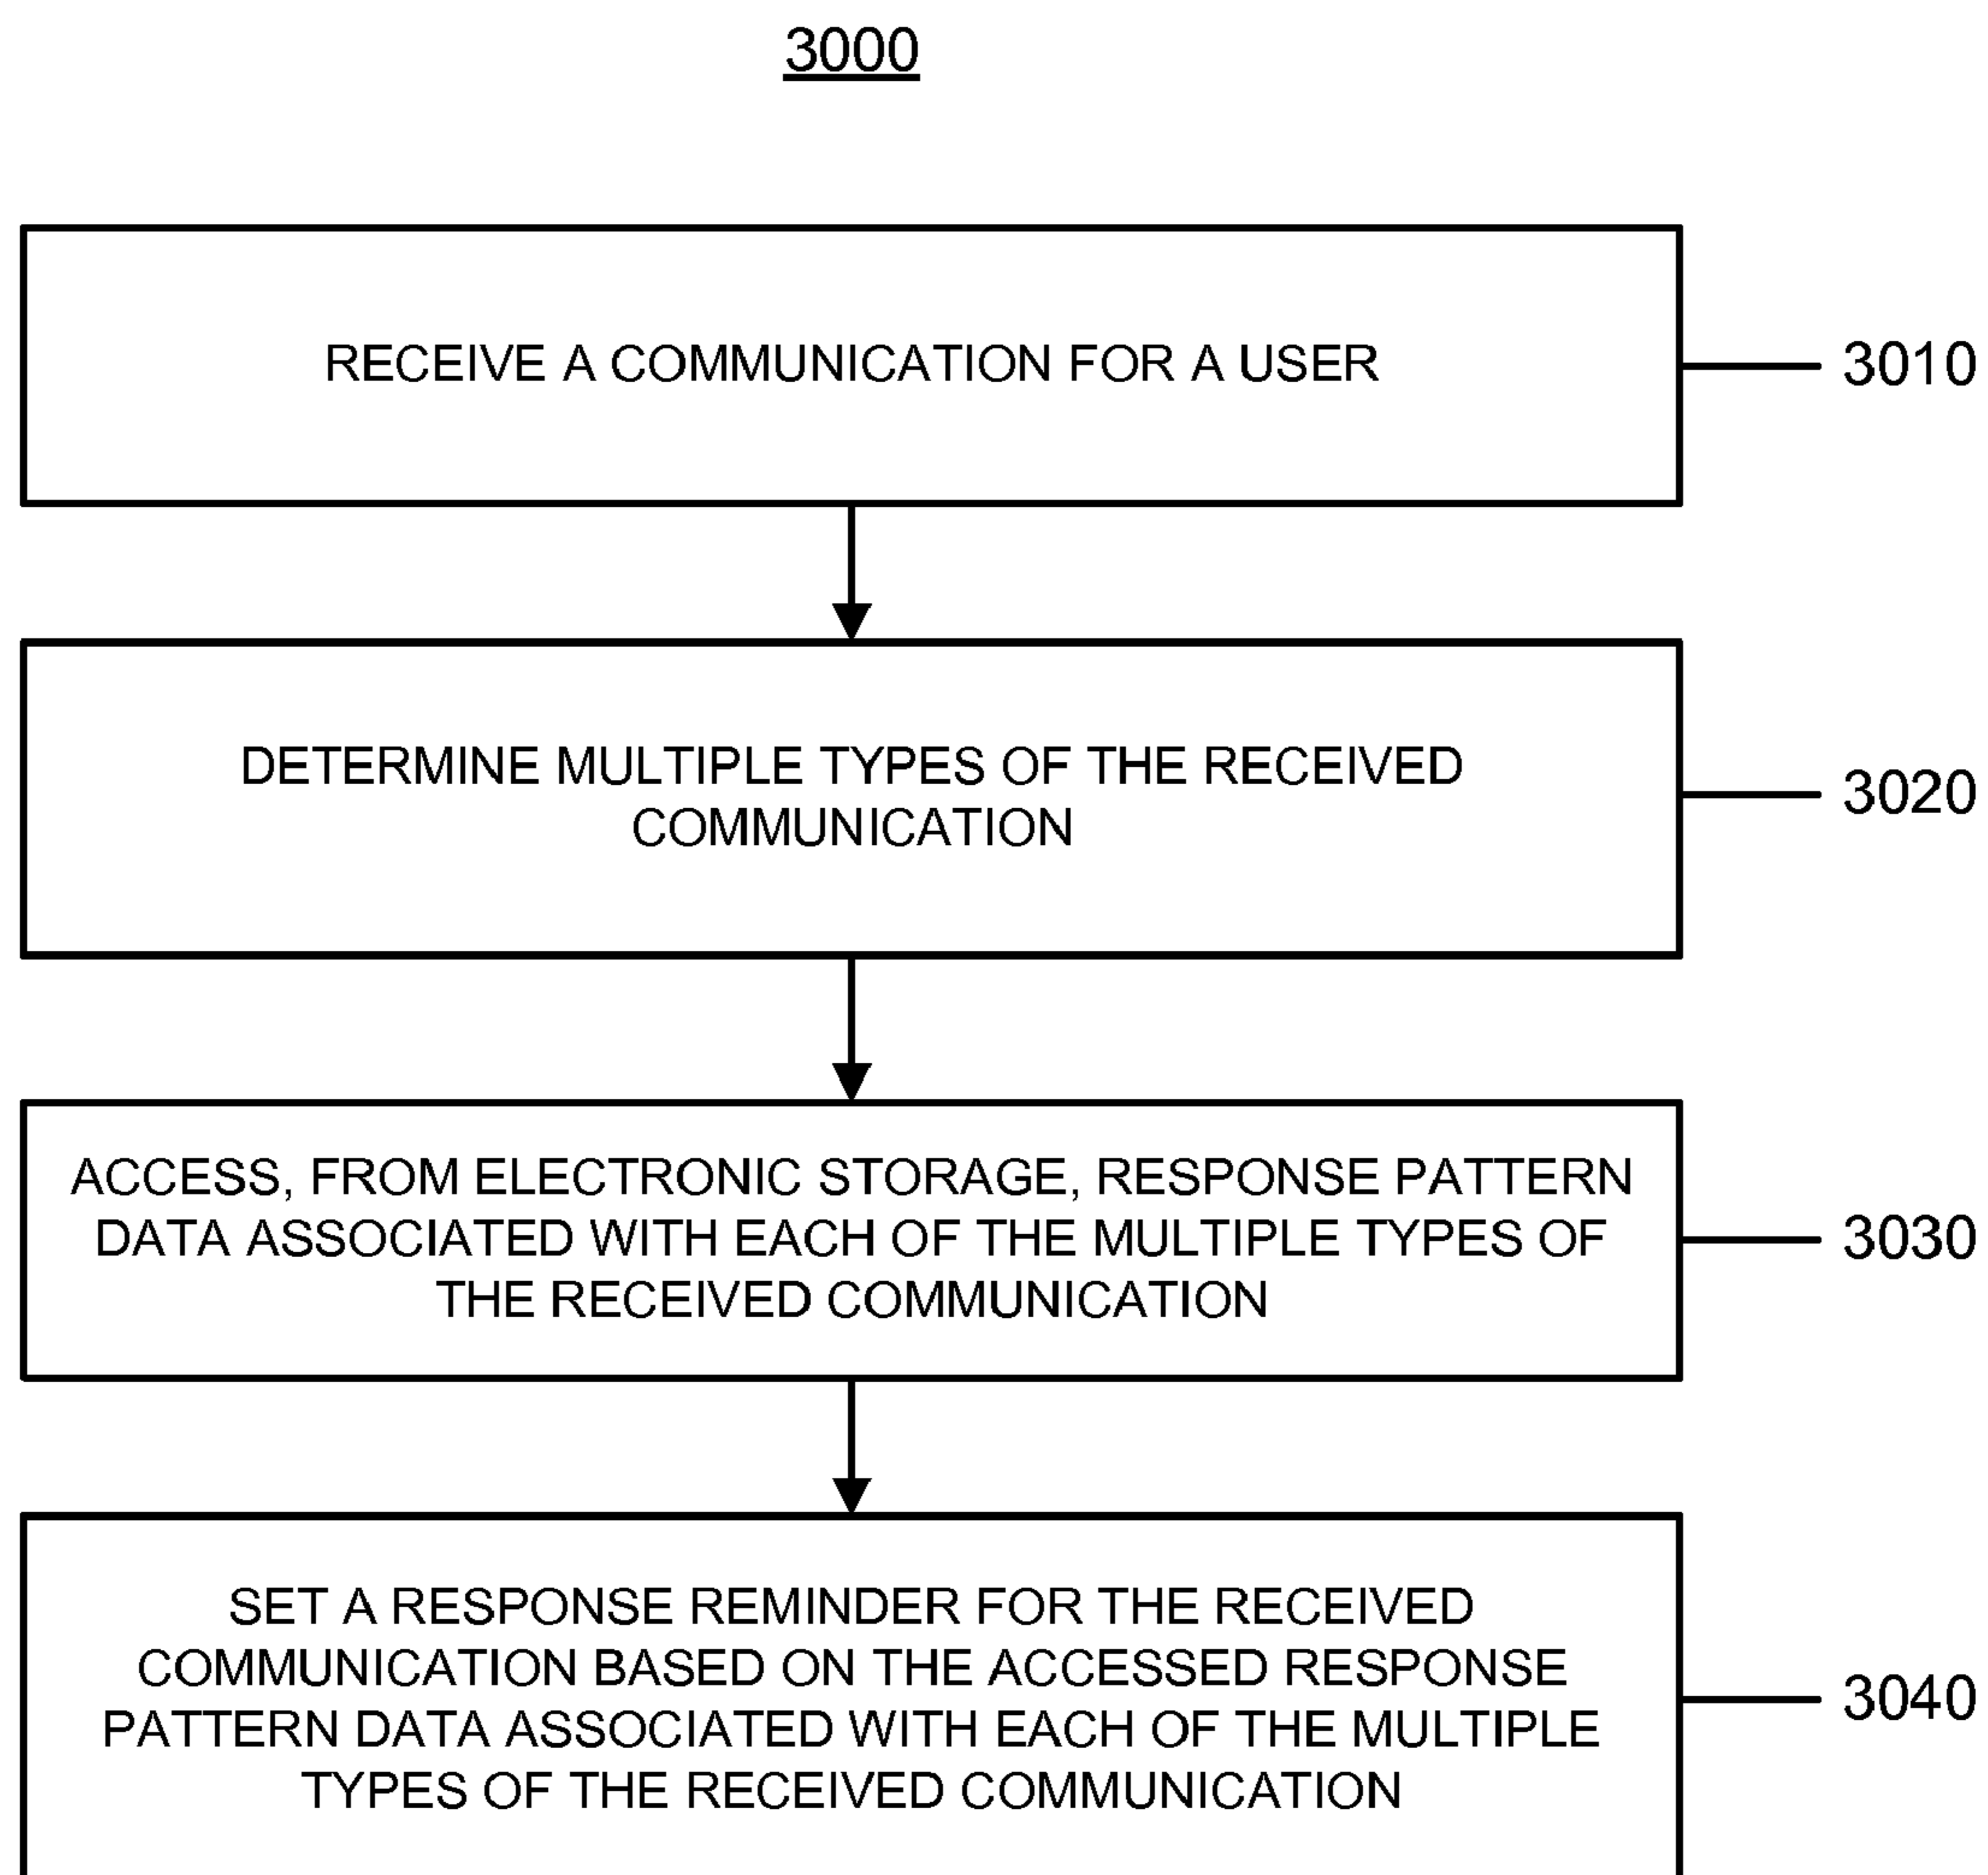 3000
RECEIVE A COMMUNICATION FOR A USER
3010
DETERMINE MULTIPLE TYPES OF THE RECEIVED
COMMUNICATION
3020
ACCESS, FROM ELECTRONIC STORAGE, RESPONSE PATTERN
DATA ASSOCIATED WITH EACH OF THE MULTIPLE TYPES OF
THE RECEIVED COMMUNICATION
3030
SET A RESPONSE REMINDER FOR THE RECEIVED
COMMUNICATION BASED ON THE ACCESSED RESPONSE
PATTERN DATA ASSOCIATED WITH EACH OF THE MULTIPLE
TYPES OF THE RECEIVED COMMUNICATION
3040